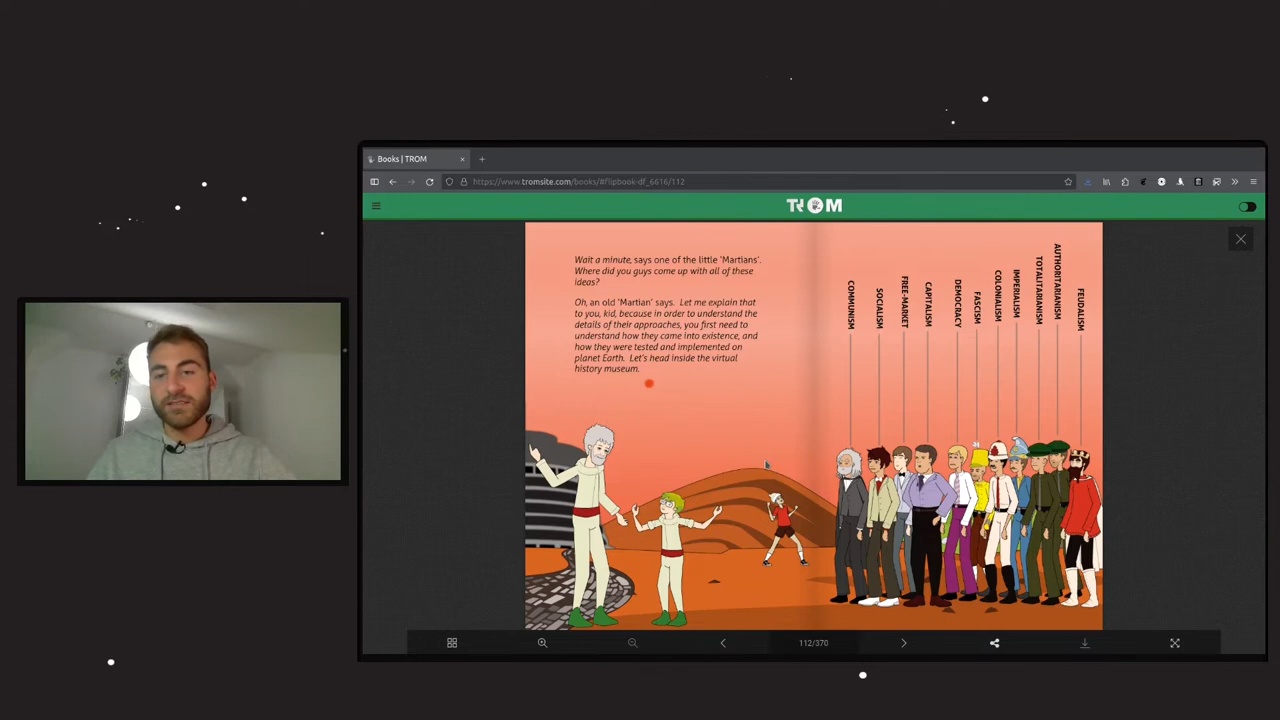 Books | TROM
https://www.tromsite.com/books/#flipbook-df_6616/112
TROM
Wait a minute, says one of the little 'Martians'.
Where did you guys come up with all of these
ideas?
Oh, an old 'Martian' says. Let me explain that
to you, kid, because in order to understand the
details of their approaches, you first need to
understand how they came into existence, and
how they were tested and implemented on
planet Earth. Let's head inside the virtual
history museum.
COMMUNISM
SOCIALISM
FREE-MARKET
CAPITALISM
DEMOCRACY
FASCISM
COLONIALISM
IMPERIALISM
TOTALITARIANISM
AUTHORITARIANISM
FEUDALISM
112/370